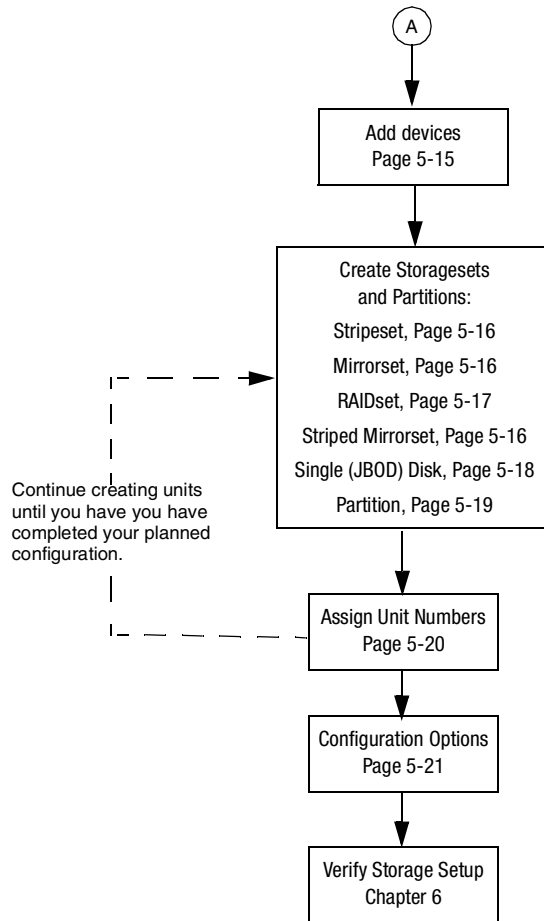 A
Add devices
Page 5-15
Create Storagesets
and Partitions:
Stripeset, Page 5-16
Mirrorset, Page 5-16
RAIDset, Page 5-17
Striped Mirrorset, Page 5-16
Single (JBOD) Disk, Page 5-18
Partition, Page 5-19
Continue creating units
until you have you have
completed your planned
configuration.
Assign Unit Numbers
Page 5-20
Configuration Options
Page 5-21
Verify Storage Setup
Chapter 6